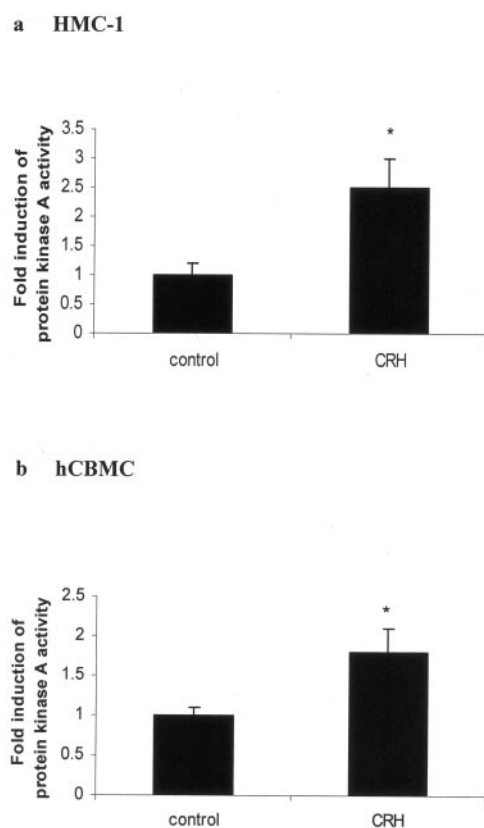 a HMC-1
Fold induction of
protein kinase A activity
3.5
3
2.5
2
1.5
1
0.5
0
*
control CRH
b hCBMC
Fold induction of
protein kinase A activity
2.5
2
1.5
1
0.5
0
*
control CRH